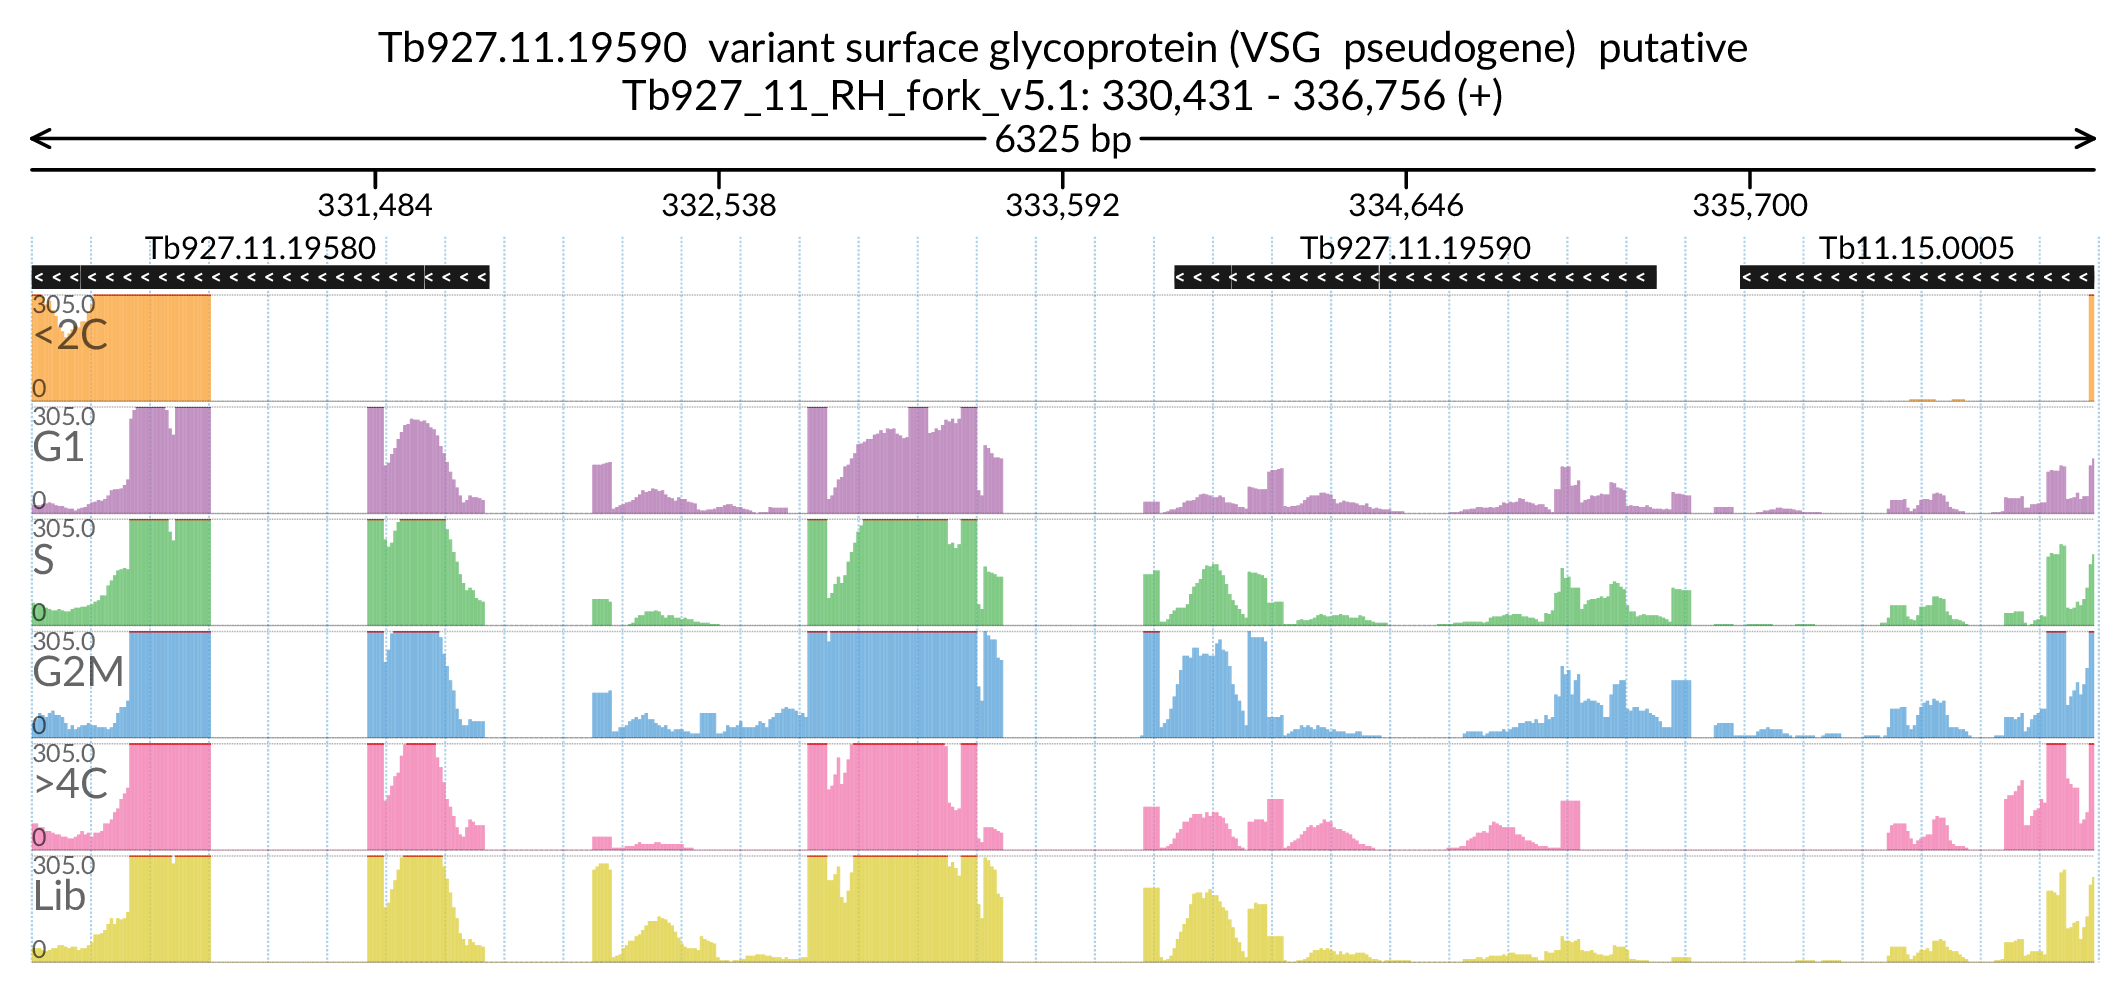 Tb927.11.19590 variant surface glycoprotein (VSG pseudogene) putative
Tb927_11_RH_fork_v5.1: 330,431 - 336,756 (+)
6325 bp
331,484 332,538 333,592 334,646 335,700
Tb927.11.19580 Tb927.11.19590 Tb11.15.0005
305.0
<2C
0
305.0
G1
0
305.0
S
0
305.0
G2M
0
305.0
>4C
0
305.0
Lib
0